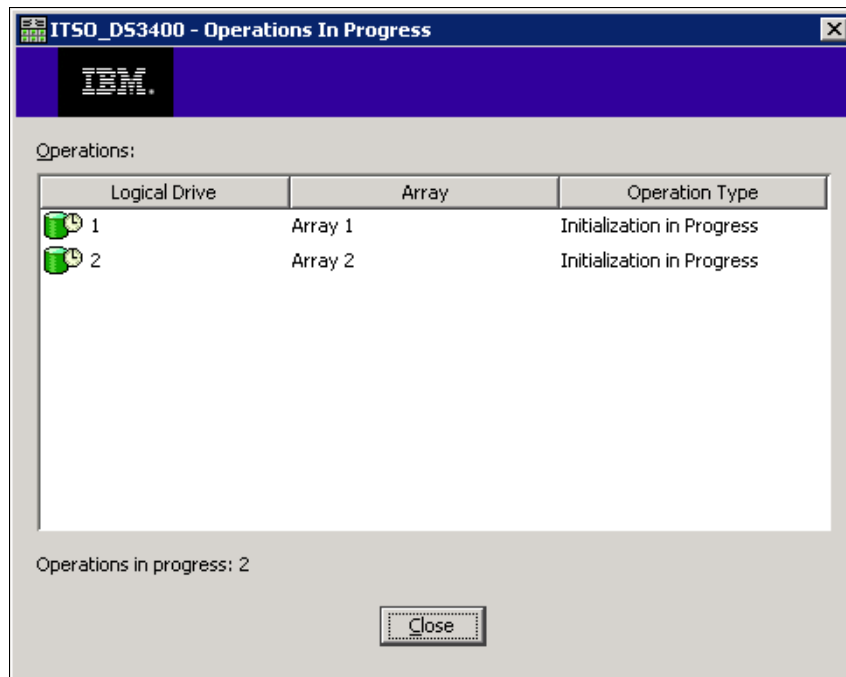 ITSO_DS3400 - Operations In Progress
IBM.
Operations:
Logical Drive Array Operation Type
1 Array 1 Initialization in Progress
2 Array 2 Initialization in Progress
Operations in progress: 2
Close